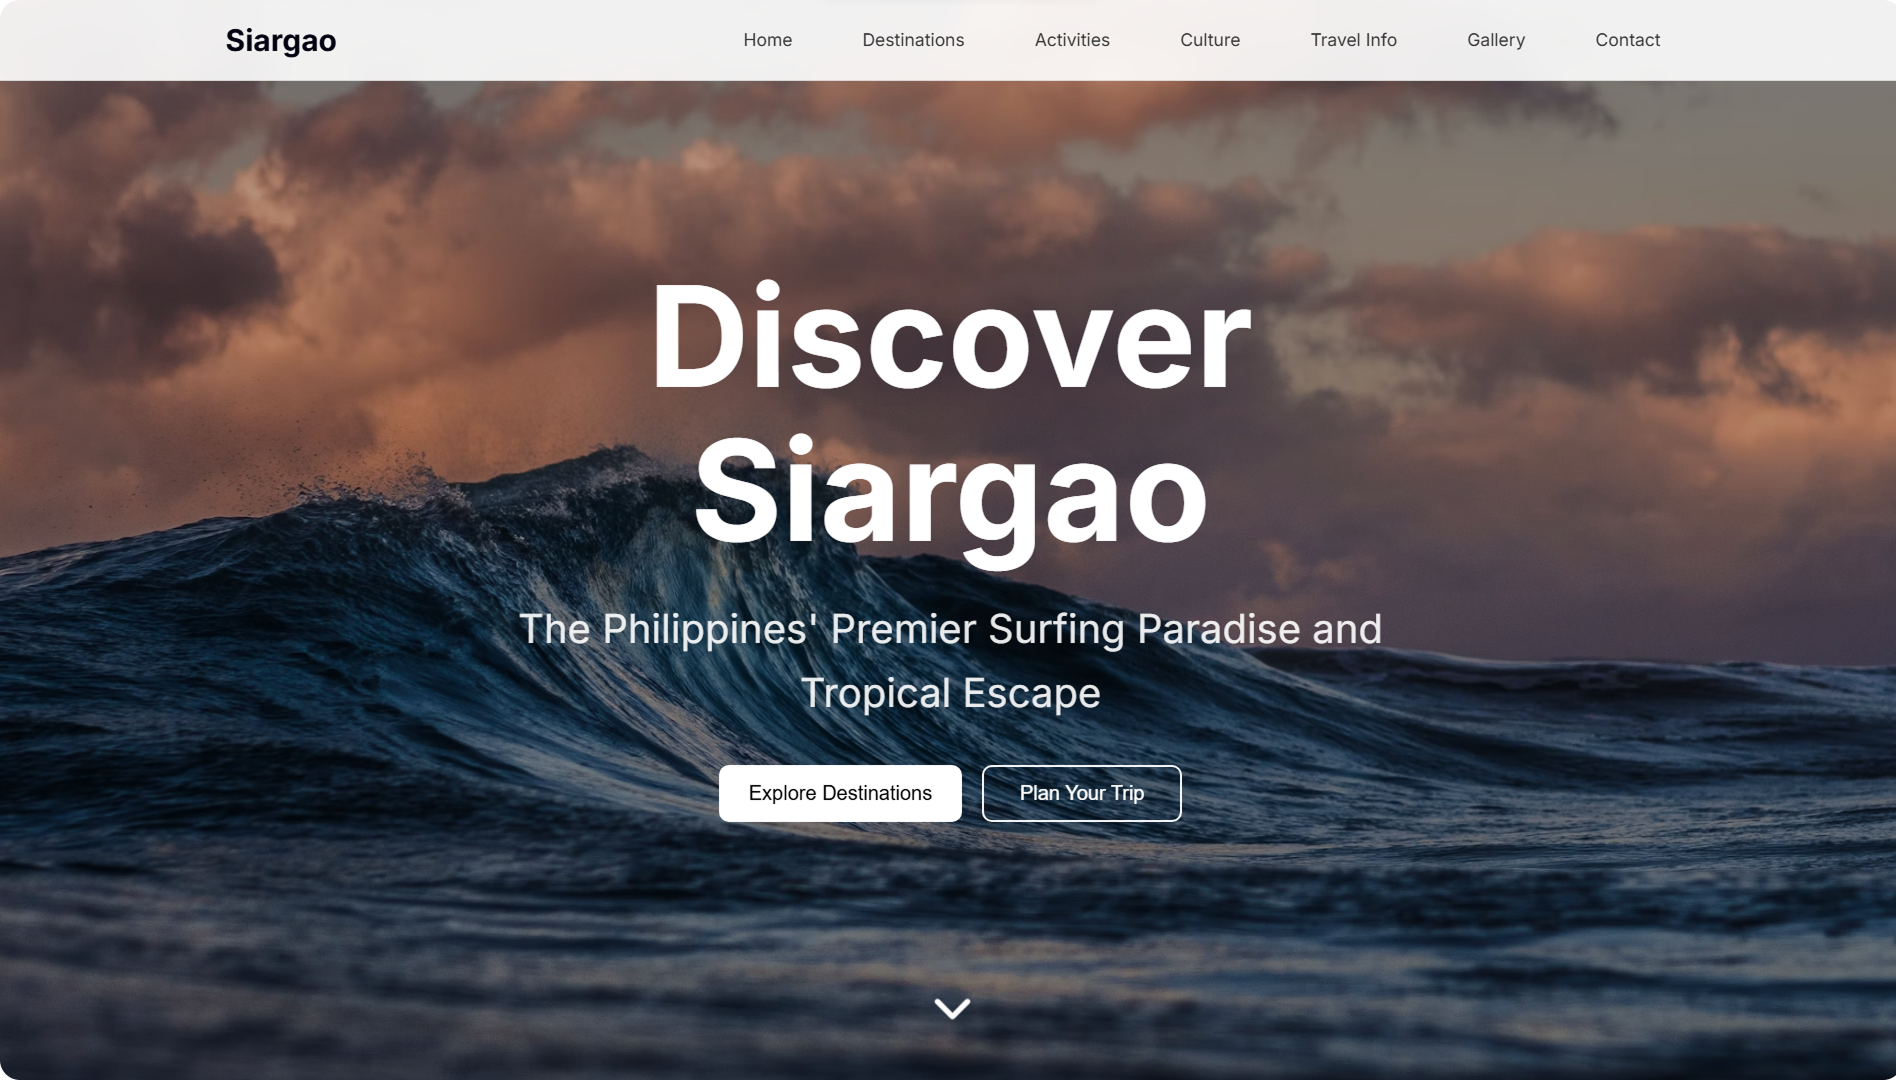 Siargao
Home Destinations Activities Culture Travel Info Gallery Contact
Discover
Siargao
The Philippines' Premier Surfing Paradise and
Tropical Escape
Explore Destinations
Plan Your Trip